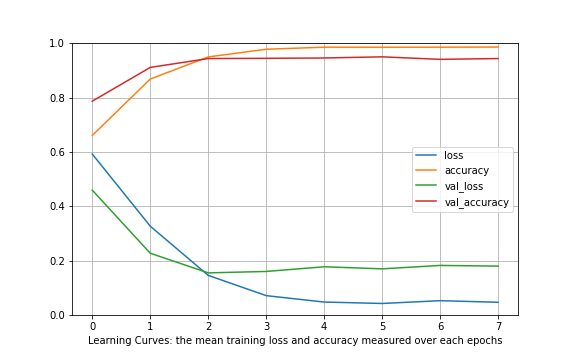 1.0
0.8
0.6
0.4
0.2
0.0
loss
accuracy
val_loss
val_accuracy
0 1 2 3 4 5 6 7
Learning Curves: the mean training loss and accuracy measured over each epochs